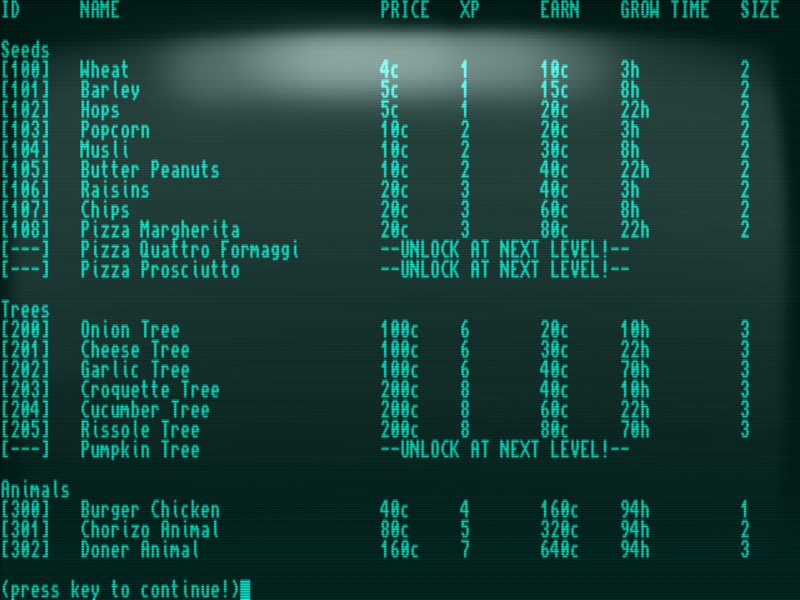 ID NAME PRICE XP EARN GROW TIME SIZE
Seeds
[100] Wheat 4c 1 10c 3h 2
[101] Barley 5c 1 15c 8h 2
[102] Hops 5c 1 20c 22h 2
[103] Popcorn 10c 2 20c 3h 2
[104] Musli 10c 2 30c 8h 2
[105] Butter Peanuts 10c 2 40c 22h 2
[106] Raisins 20c 3 40c 3h 2
[107] Chips 20c 3 60c 8h 2
[108] Pizza Margherita 20c 3 80c 22h 2
[---] Pizza Quattro Formaggi --UNLOCK AT NEXT LEVEL!--
[---] Pizza Prosciutto --UNLOCK AT NEXT LEVEL!--
Trees
[200] Onion Tree 100c 6 20c 10h 3
[201] Cheese Tree 100c 6 30c 22h 3
[202] Garlic Tree 100c 6 40c 70h 3
[203] Croquette Tree 200c 8 40c 10h 3
[204] Cucumber Tree 200c 8 60c 22h 3
[205] Rissole Tree 200c 8 80c 70h 3
[---] Pumpkin Tree --UNLOCK AT NEXT LEVEL!--
Animals
[300] Burger Chicken 40c 4 160c 94h 1
[301] Chorizo Animal 80c 5 320c 94h 2
[302] Doner Animal 160c 7 640c 94h 3
(press key to continue!)